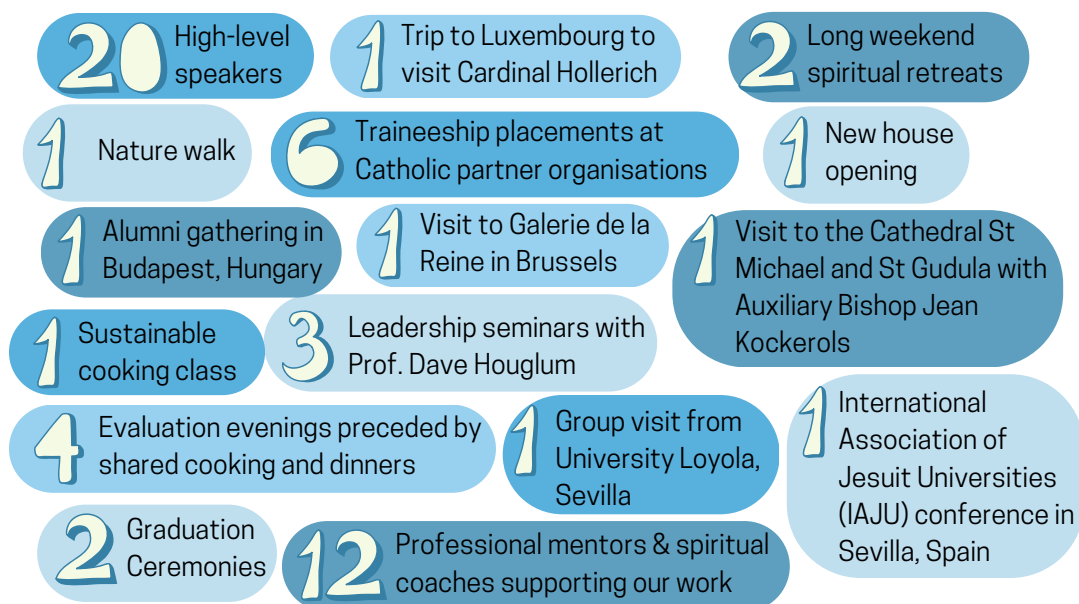 20 High-level
speakers
1 Trip to Luxembourg to
visit Cardinal Hollerich
2 Long weekend
spiritual retreats
1 Nature walk
6 Traineeship placements at
Catholic partner organisations
1 New house
opening
1 Alumni gathering in
Budapest, Hungary
1 Visit to Galerie de la
Reine in Brussels
1 Visit to the Cathedral St
Michael and St Gudula with
Auxiliary Bishop Jean
Kockerols
1 Sustainable
cooking class
3 Leadership seminars with
Prof. Dave Houglum
4 Evaluation evenings preceded by
shared cooking and dinners
1 Group visit from
University Loyola,
Sevilla
1 International
Association of
Jesuit Universities
(IAJU) conference in
Sevilla, Spain
2 Graduation
Ceremonies
12 Professional mentors & spiritual
coaches supporting our work